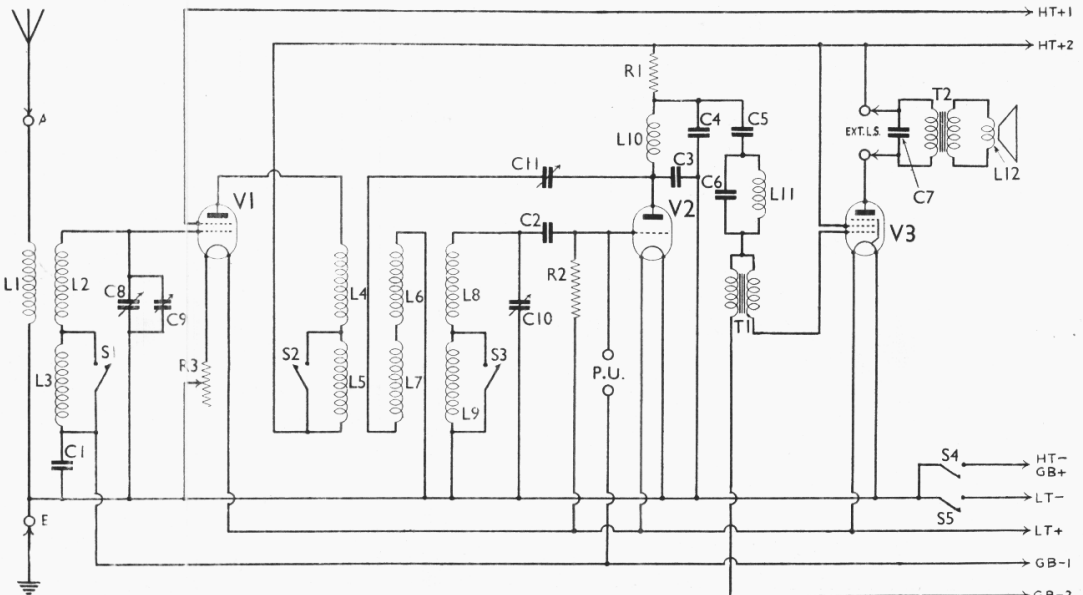 HT+1
HT+2
R1
T2
A
C4
C5
EXT.L.S.
L10
C11
C3
C7
L12
V1
C6
L11
V2
C2
V3
L1
L2
R2
C8
L4
L6
L8
C9
C10
T1
S1
R3
S2
S3
L3
L5
L7
P.U.
L9
C1
S4
HT-
GB+
LT-
E
S5
LT+
GB-1
GB-2